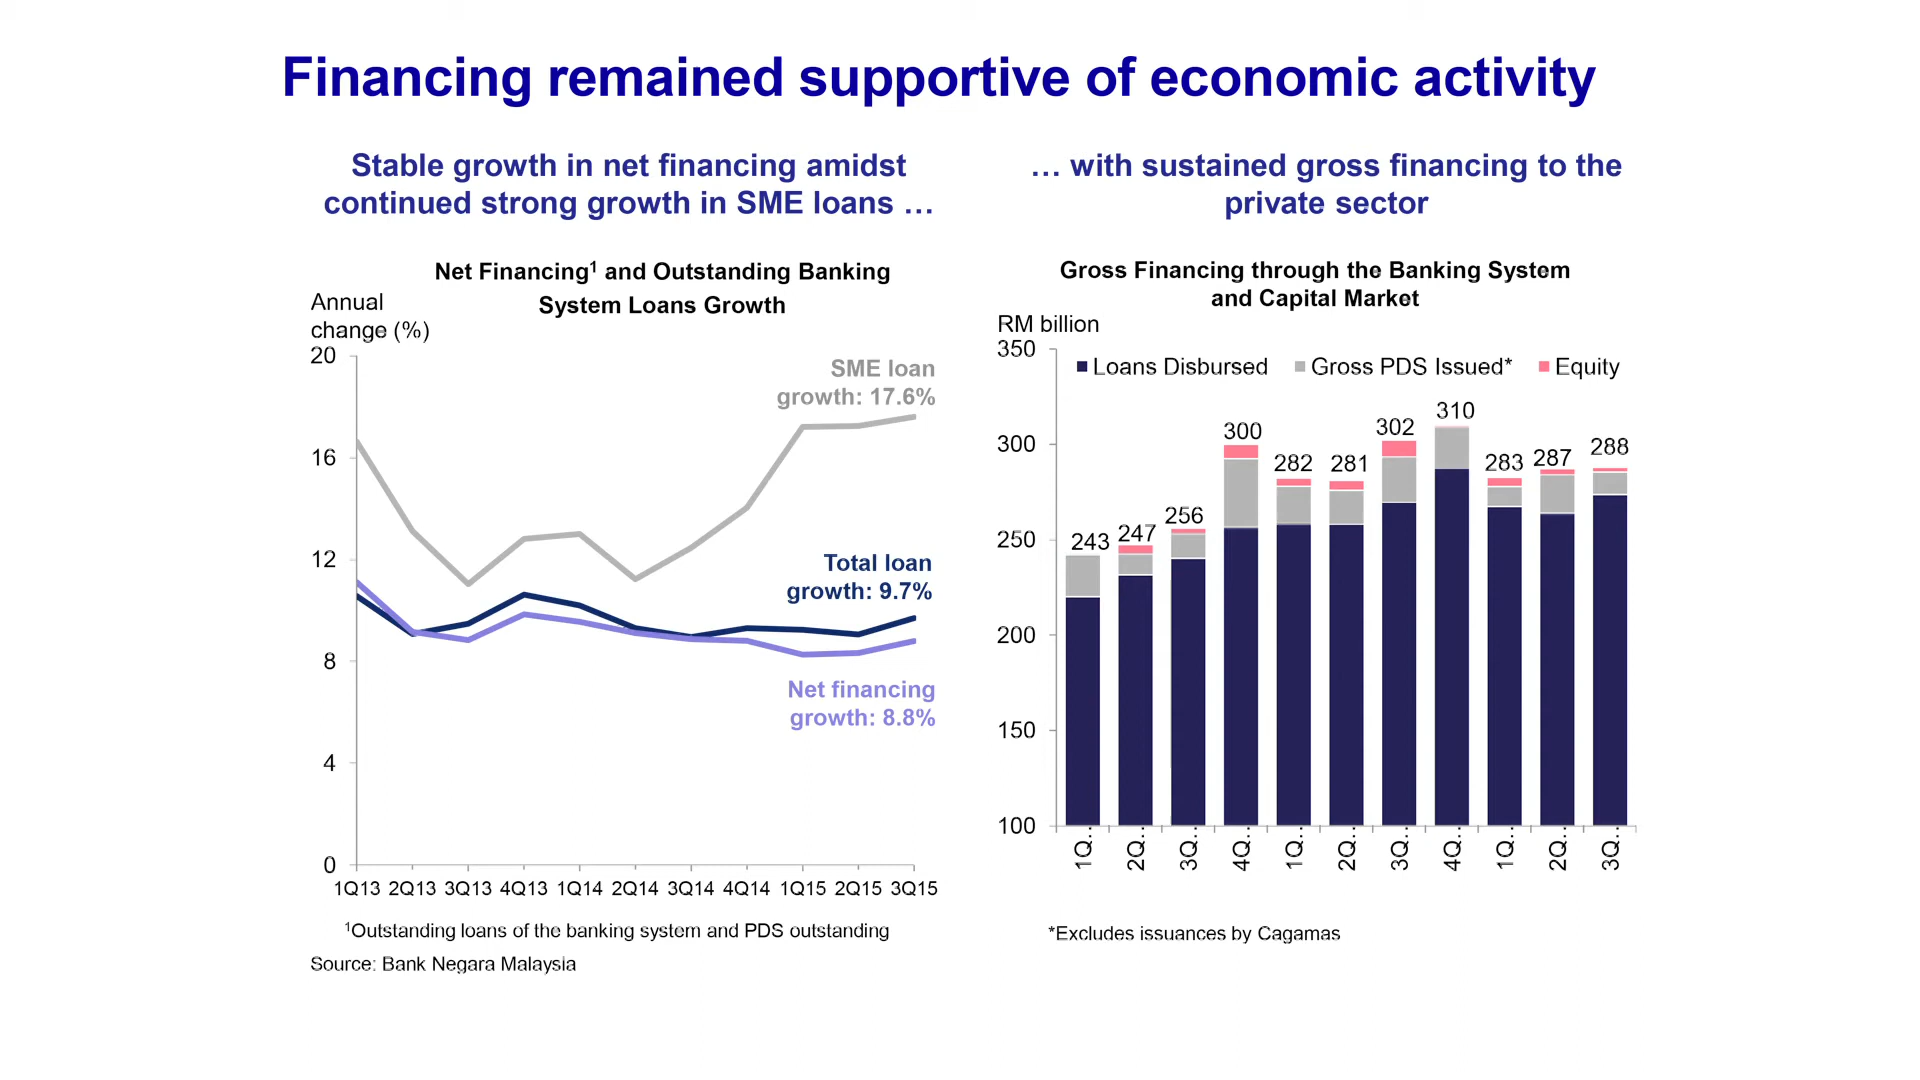 Financing remained supportive of economic activity
Stable growth in net financing amidst
continued strong growth in SME loans …
Net Financing¹ and Outstanding Banking
System Loans Growth
Annual
change (%)
20
16
12
8
4
0
SME loan
growth: 17.6%
Total loan
growth: 9.7%
Net financing
growth: 8.8%
1Q13 2Q13 3Q13 4Q13 1Q14 2Q14 3Q14 4Q14 1Q15 2Q15 3Q15
¹Outstanding loans of the banking system and PDS outstanding
Source: Bank Negara Malaysia
… with sustained gross financing to the
private sector
Gross Financing through the Banking System
and Capital Market
RM billion
350
300
250
200
150
100
Loans Disbursed Gross PDS Issued* Equity
243 247 256 300 282 281 302 310 283 287 288
1Q.. 2Q.. 3Q.. 4Q.. 1Q.. 2Q.. 3Q.. 4Q.. 1Q.. 2Q.. 3Q..
*Excludes issuances by Cagamas